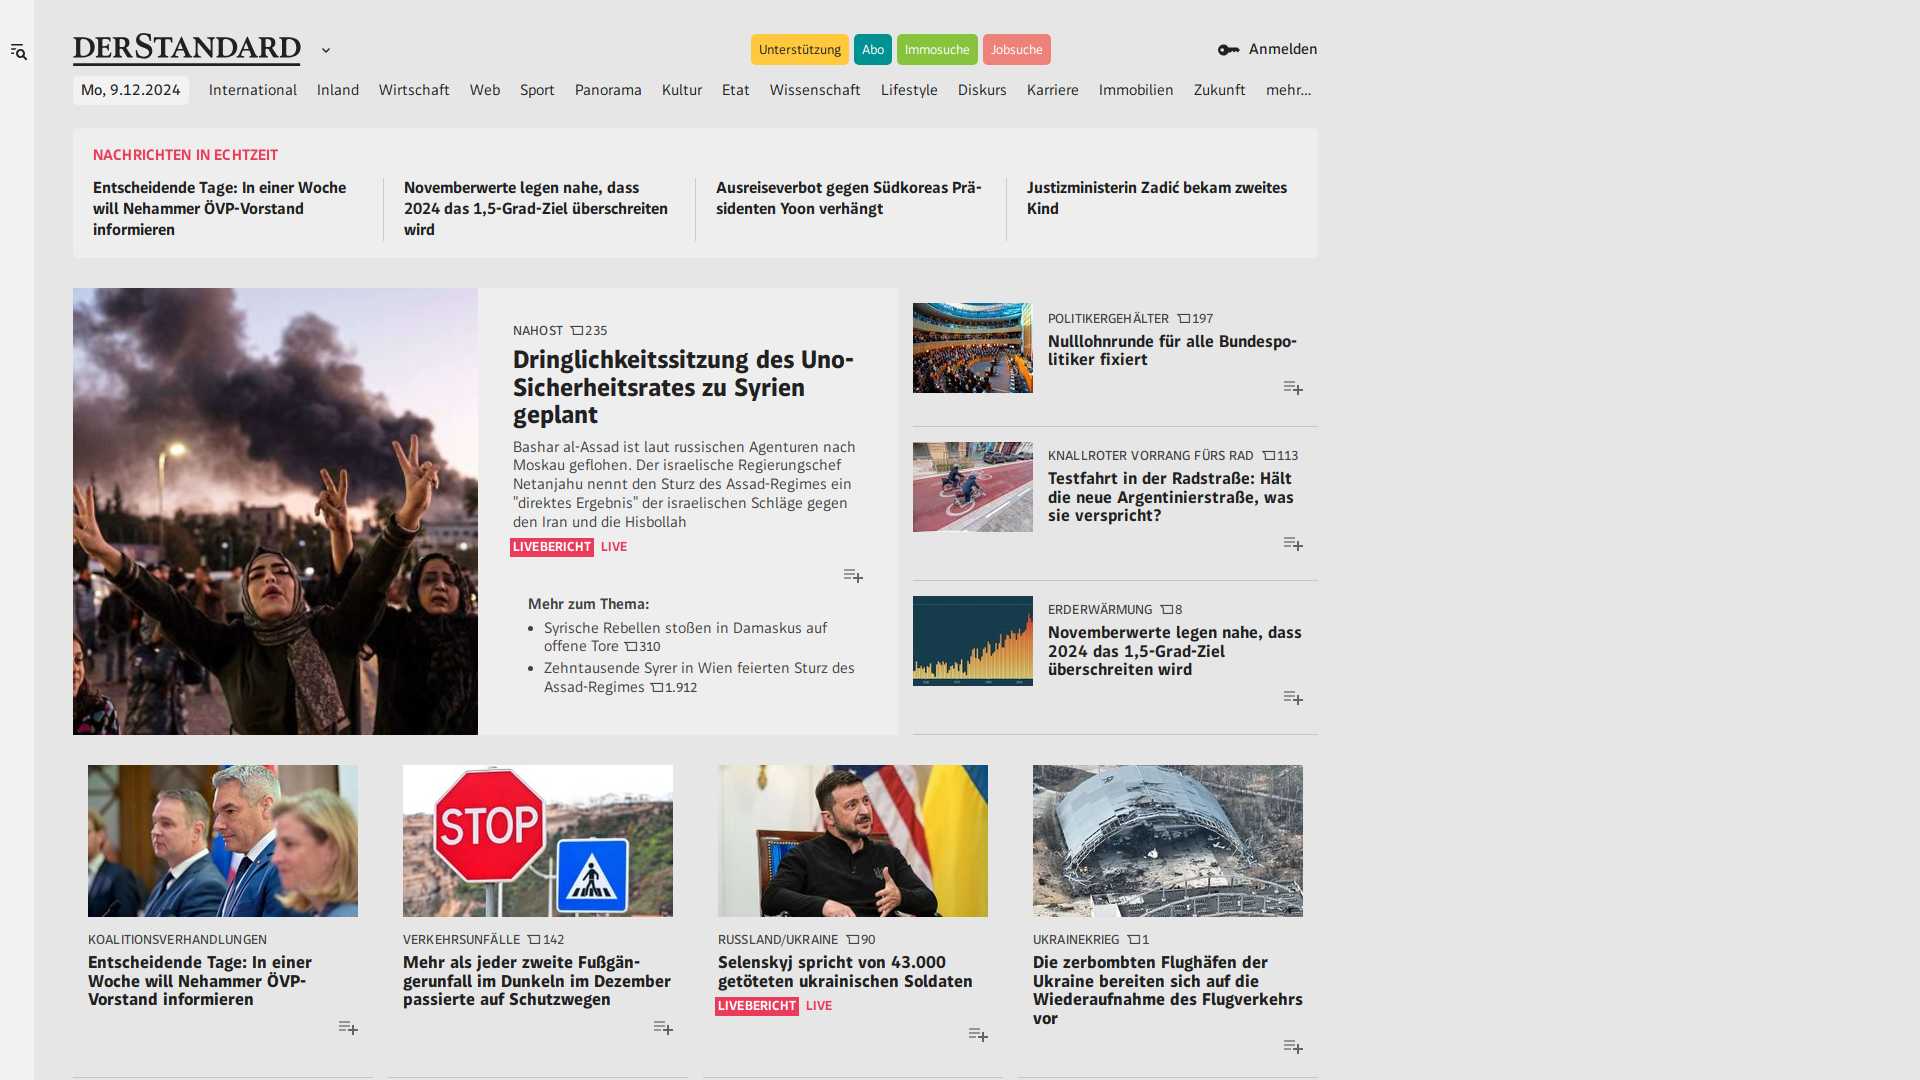 DERSTANDARD
Unterstützung
Abo
Immosuche
Jobsuche
Anmelden
Mo, 9.12.2024
International
Inland
Wirtschaft
Web
Sport
Panorama
Kultur
Etat
Wissenschaft
Lifestyle
Diskurs
Karriere
Immobilien
Zukunft
mehr...
NACHRICHTEN IN ECHTZEIT
Entscheidende Tage: In einer Woche
will Nehammer ÖVP-Vorstand
informieren
Novemberwerte legen nahe, dass
2024 das 1,5-Grad-Ziel überschreiten
wird
Ausreiseverbot gegen Südkoreas Prä-
sidenten Yoon verhängt
Justizministerin Zadić bekam zweites
Kind
NAHOST 235
Dringlichkeitssitzung des Uno-
Sicherheitsrates zu Syrien
geplant
Bashar al-Assad ist laut russischen Agenturen nach
Moskau geflohen. Der israelische Regierungschef
Netanjahu nennt den Sturz des Assad-Regimes ein
"direktes Ergebnis" der israelischen Schläge gegen
den Iran und die Hisbollah
LIVEBERICHT LIVE
Mehr zum Thema:
• Syrische Rebellen stoßen in Damaskus auf
offene Tore 310
• Zehntausende Syrer in Wien feierten Sturz des
Assad-Regimes 1.912
POLITIKERGEHÄLTER 197
Nulllohnrunde für alle Bundespo-
litiker fixiert
KNALLROTER VORRANG FÜRS RAD 113
Testfahrt in der Radstraße: Hält
die neue Argentinierstraße, was
sie verspricht?
ERDERWÄRMUNG 8
Novemberwerte legen nahe, dass
2024 das 1,5-Grad-Ziel
überschreiten wird
KOALITIONSVERHANDLUNGEN
Entscheidende Tage: In einer
Woche will Nehammer ÖVP-
Vorstand informieren
STOP
VERKEHRSUNFÄLLE 142
Mehr als jeder zweite Fußgän-
gerunfall im Dunkeln im Dezember
passierte auf Schutzwegen
RUSSLAND/UKRAINE 90
Selenskyj spricht von 43.000
getöteten ukrainischen Soldaten
LIVEBERICHT LIVE
UKRAINEKRIEG 1
Die zerbombten Flughäfen der
Ukraine bereiten sich auf die
Wiederaufnahme des Flugverkehrs
vor